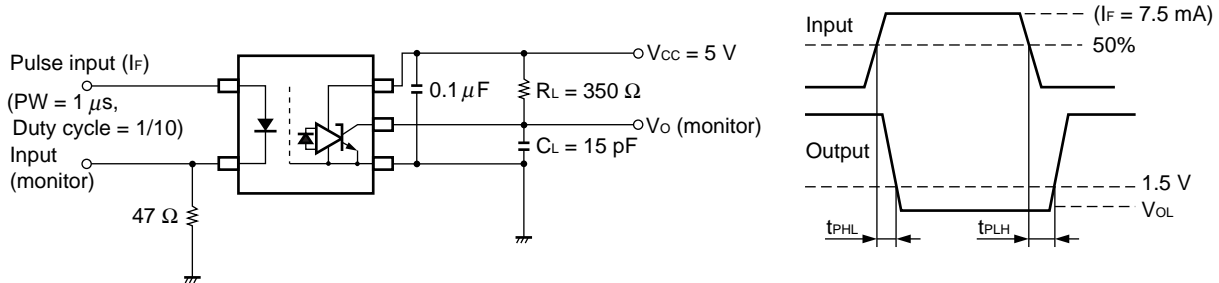 Pulse input (IF)
(PW = 1 μs,
Duty cycle = 1/10)
Input
(monitor)
47 Ω
0.1 μF
VCC = 5 V
RL = 350 Ω
VO (monitor)
CL = 15 pF
Input
(IF = 7.5 mA)
50%
Output
1.5 V
VOL
tPHL
tPLH